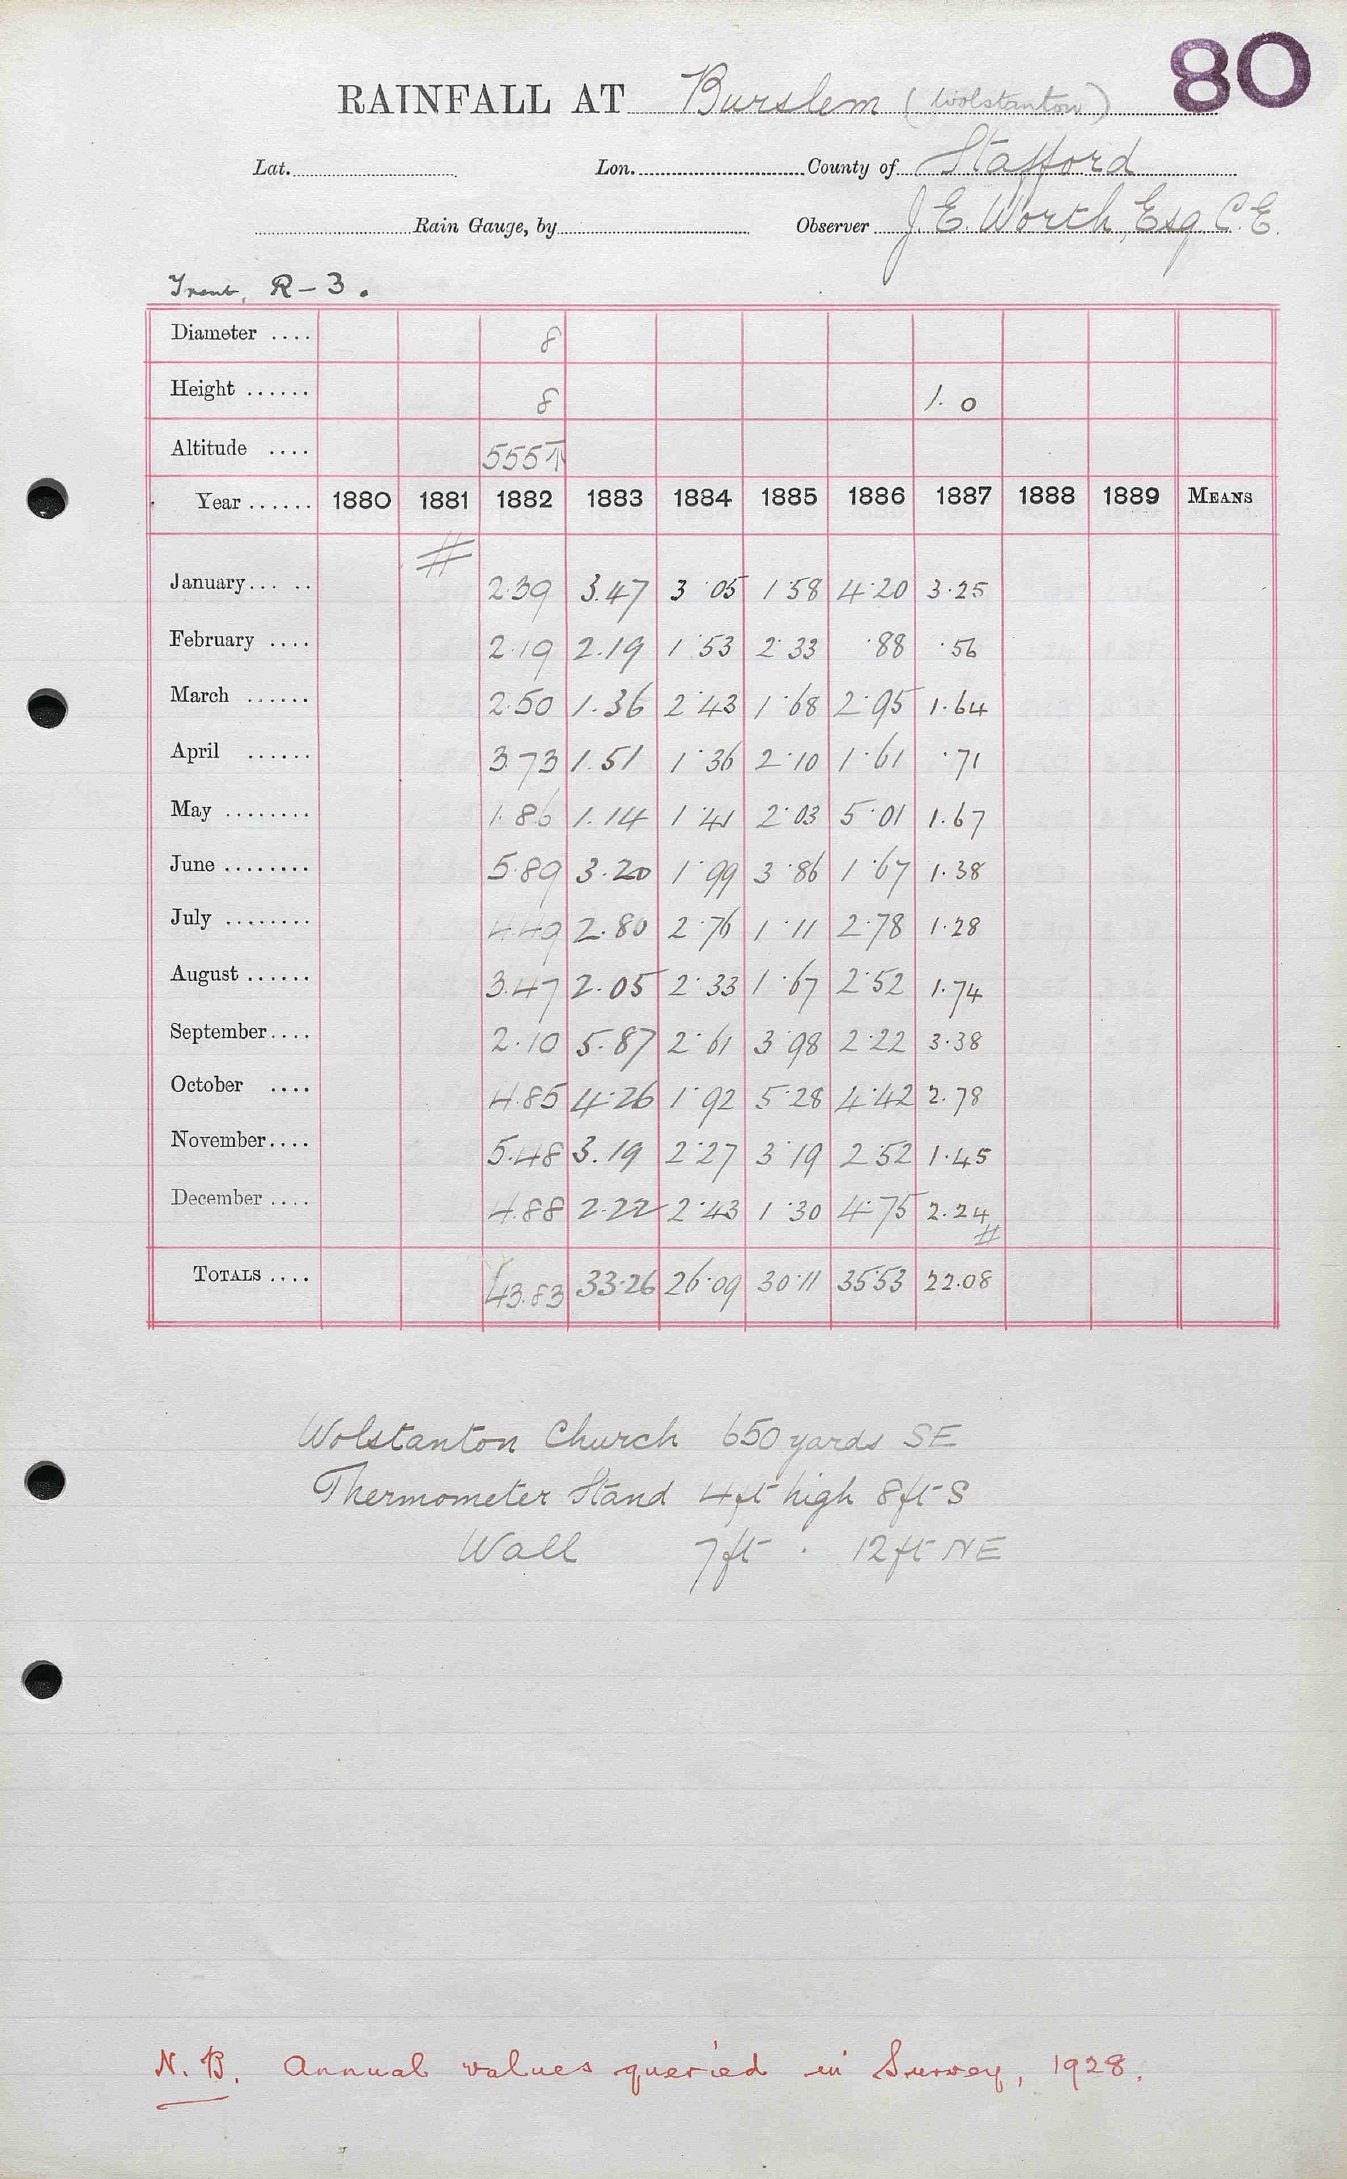 80
RAINFALL AT Burslem (Wolstanton)
Lat. Lon. County of Stafford
Rain Gauge, by Observer J. E. Worth, Esq. C. E.
Trent, R - 3.
Diameter .... 8
Height ...... 8 1. 0
Altitude .... 555 T
Year ...... 1880 1881 1882 1883 1884 1885 1886 1887 1888 1889 MEANS
January... .. 2.39 3.47 3.05 1.58 4.20 3.25
February .... 2.19 2.19 1.53 2.33 .88 .56
March ...... 2.50 1.36 2.43 1.68 2.95 1.64
April ...... 3.73 1.51 1.36 2.10 1.61 .71
May ........ 1.86 1.14 1.41 2.03 5.01 1.67
June ........ 5.89 3.20 1.99 3.86 1.67 1.38
July ........ 4.49 2.80 2.76 1.11 2.78 1.28
August ...... 3.47 2.05 2.33 1.67 2.52 1.74
September.... 2.10 5.87 2.61 3.98 2.22 3.38
October .... 4.85 4.26 1.92 5.28 4.42 2.78
November.... 5.48 3.19 2.27 3.19 2.52 1.45
December .... 4.88 2.22 2.43 1.30 4.75 2.24
TOTALS .... 43.83 33.26 26.09 30.11 35.53 22.08
Wolstanton Church 650 yards SE
Thermometer Stand 4ft high 8ft S
Wall 7ft . 12ft NE
N. B. Annual values queried in Survey, 1928.